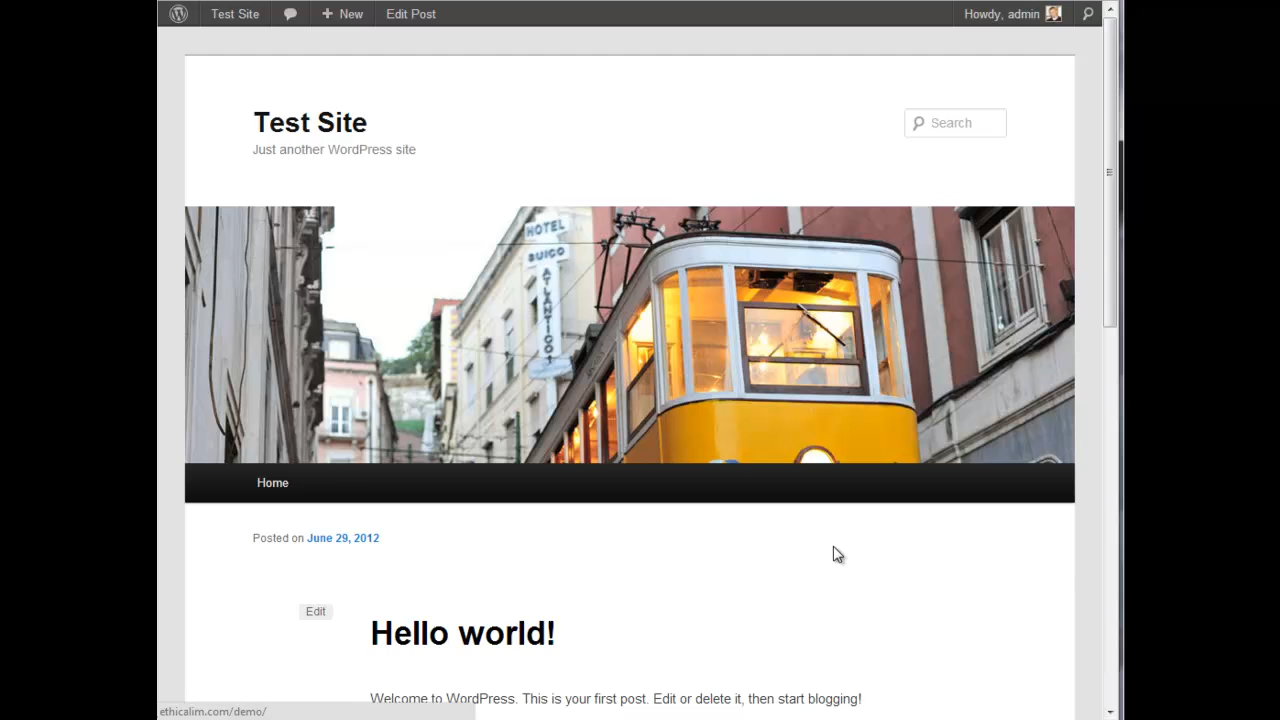 Test Site New Edit Post Howdy, admin
Test Site
Search
Just another WordPress site
HOTEL
SUICO
ATLANTICO
Home
Posted on June 29, 2012
Edit
Hello world!
Welcome to WordPress. This is your first post. Edit or delete it, then start blogging!
ethicalim.com/demo/